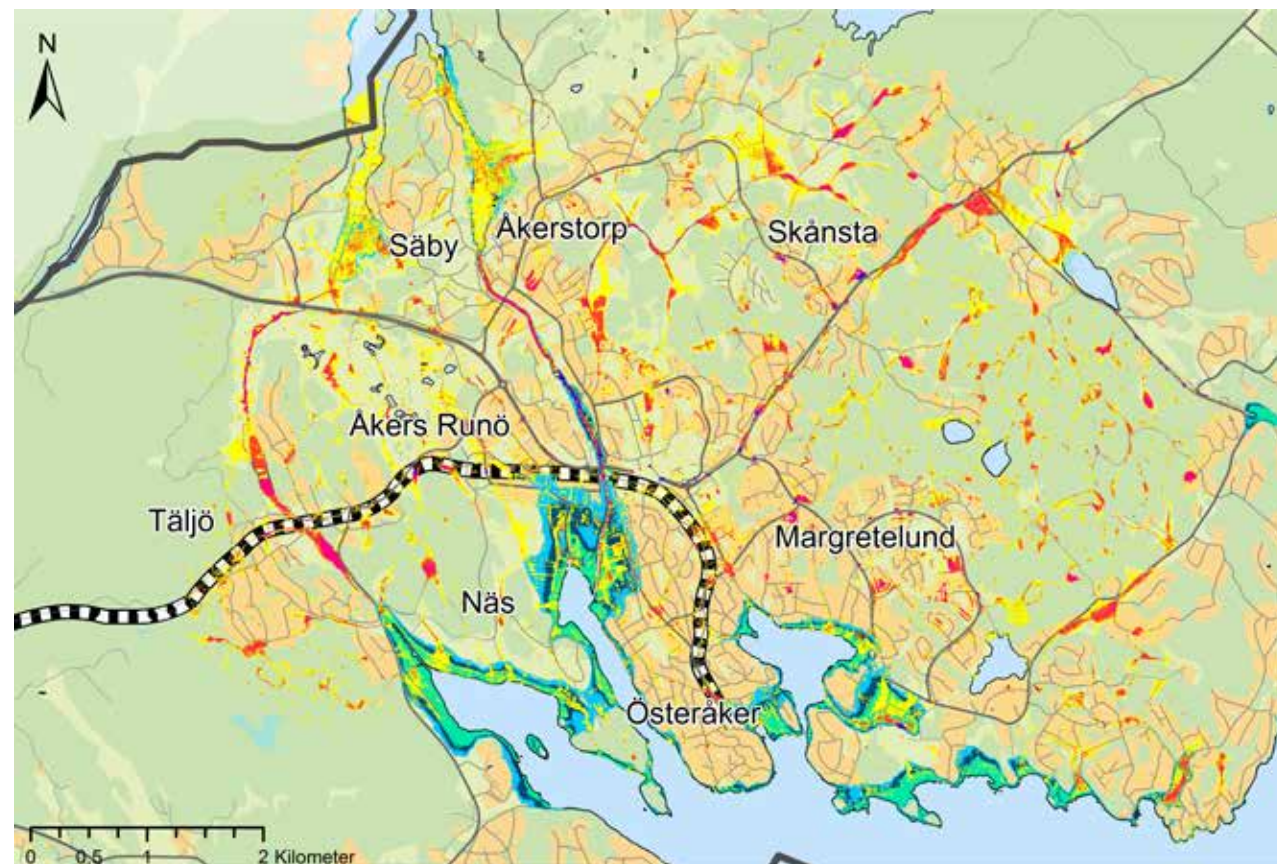 N
Säby
Åkerstorp
Skånsta
Åkers Runö
Täljö
Margretelund
Näs
Österåker
0 0.5 1 2 Kilometer